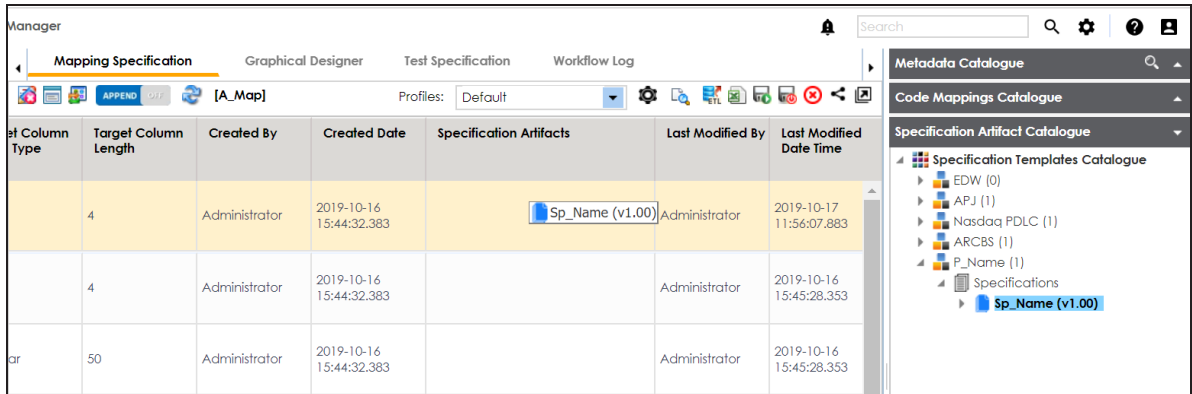 Manager
Search
Mapping Specification Graphical Designer Test Specification Workflow Log
Metadata Catalogue
APPEND OFF [A_Map] Profiles: Default ETL
Code Mappings Catalogue
et Column Type Target Column Length Created By Created Date Specification Artifacts Last Modified By Last Modified Date Time
Specification Artifact Catalogue
Specification Templates Catalogue
EDW (0)
APJ (1)
Nasdaq PDLC (1)
ARCBS (1)
P_Name (1)
Specifications
Sp_Name (v1.00)
4 Administrator 2019-10-16 15:44:32.383 Sp_Name (v1.00) Administrator 2019-10-17 11:56:07.883
4 Administrator 2019-10-16 15:44:32.383 Administrator 2019-10-16 15:45:28.353
ar 50 Administrator 2019-10-16 15:44:32.383 Administrator 2019-10-16 15:45:28.353